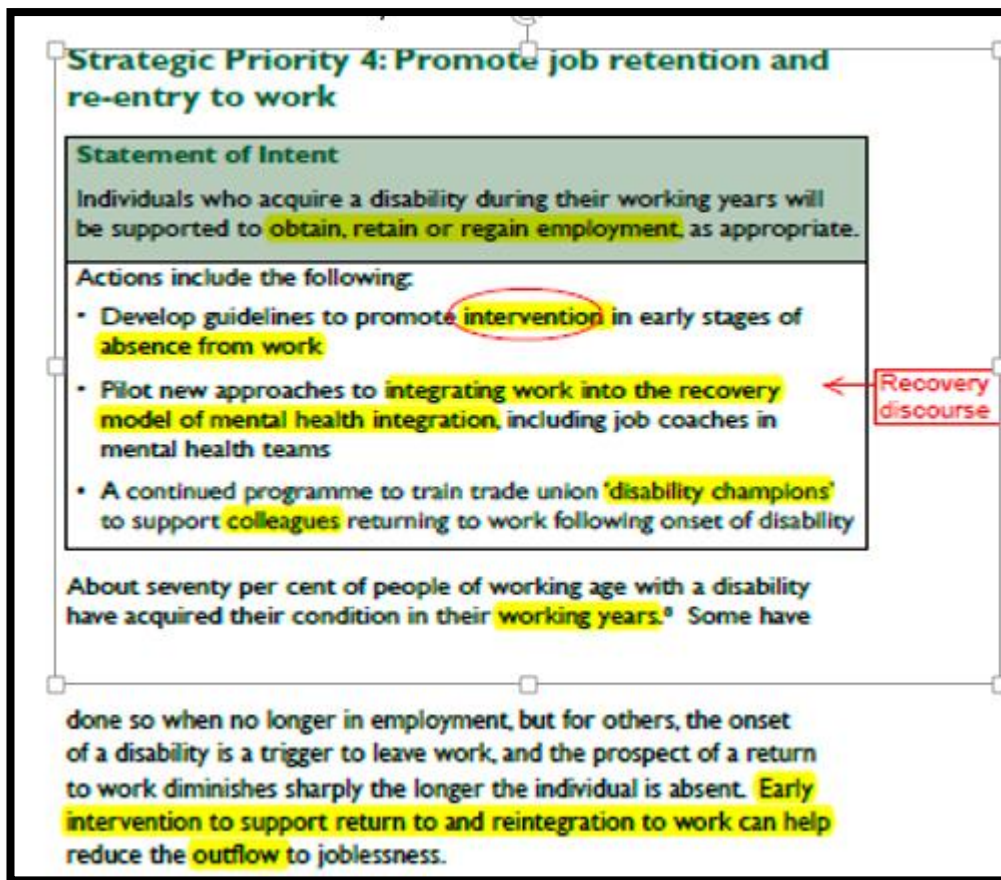 Strategic Priority 4: Promote job retention and
re-entry to work
Statement of Intent
Individuals who acquire a disability during their working years will
be supported to obtain, retain or regain employment, as appropriate.
Actions include the following:
• Develop guidelines to promote intervention in early stages of
absence from work
• Pilot new approaches to integrating work into the recovery
model of mental health integration, including job coaches in
mental health teams
Recovery
discourse
• A continued programme to train trade union 'disability champions'
to support colleagues returning to work following onset of disability
About seventy per cent of people of working age with a disability
have acquired their condition in their working years. Some have
done so when no longer in employment, but for others, the onset
of a disability is a trigger to leave work, and the prospect of a return
to work diminishes sharply the longer the individual is absent. Early
intervention to support return to and reintegration to work can help
reduce the outflow to joblessness.